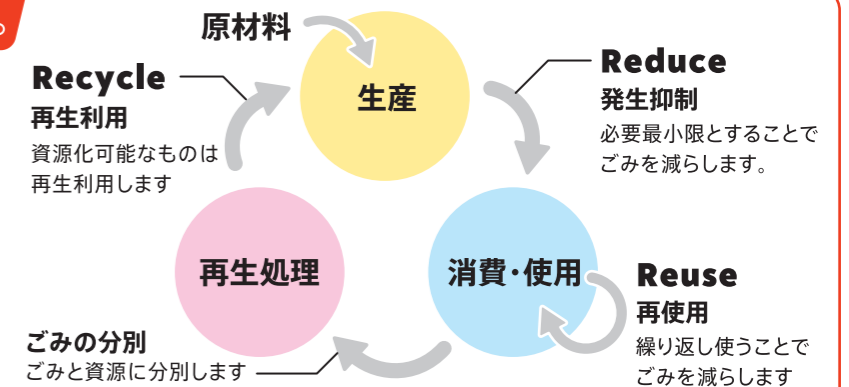 原材料
生産
Recycle
再生利用
資源化可能なものは
再生利用します
Reduce
発生抑制
必要最小限とすることで
ごみを減らします。
再生処理
消費・使用
Reuse
再使用
繰り返し使うことで
ごみを減らします
ごみの分別
ごみと資源に分別します